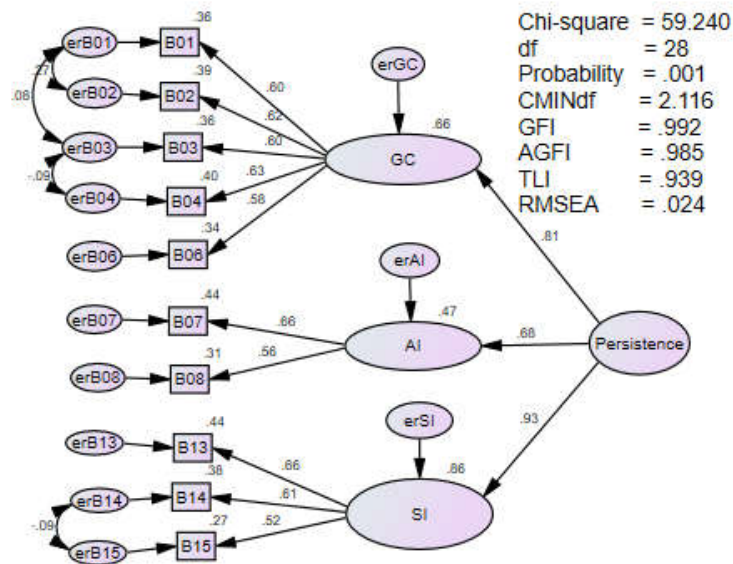 Chi-square = 59.240
df = 28
Probability = .001
CMINdf = 2.116
GFI = .992
AGFI = .985
TLI = .939
RMSEA = .024
.36
erB01 B01
.27
.39
erB02 B02
.60
.08
.36
.62
erB03 B03
.60
-.09
.40
.63
erB04 B04
.58
.34
erB06 B06
erGC
.66
GC
.81
erAI
.44
erB07 B07
.66
.47
AI
.68
Persistence
.31
.56
erB08 B08
.93
erSI
.44
erB13 B13
.66
.86
.38
erB14 B14
.61
SI
-.09
.27
.52
erB15 B15